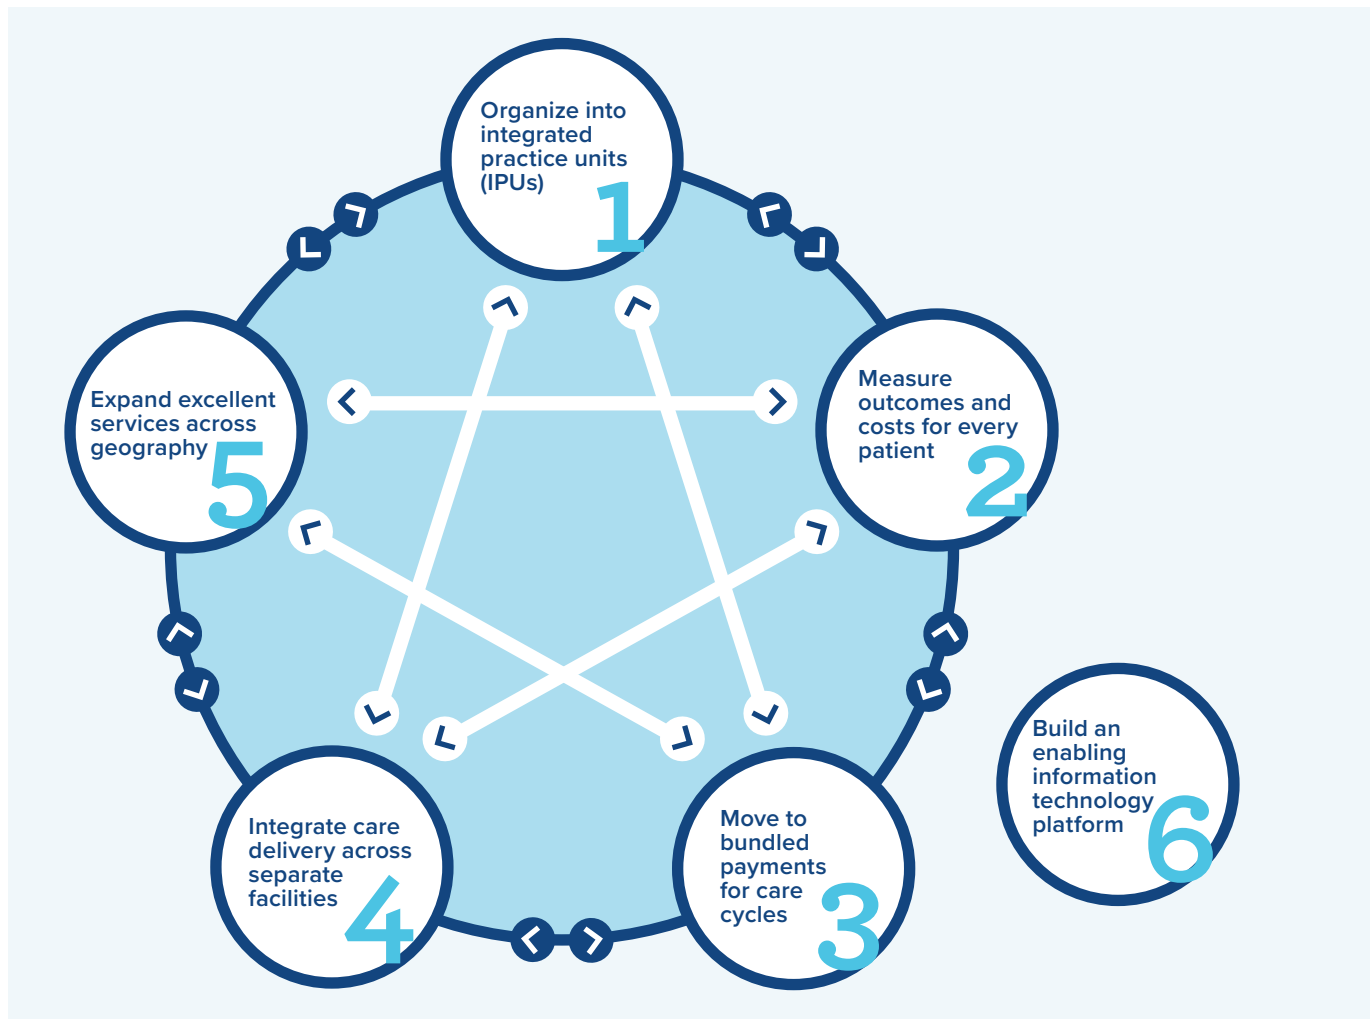 Organize into
integrated
practice units
(IPUs)
1
Measure
outcomes and
costs for every
patient
2
Move to
bundled
payments
for care
cycles
3
Integrate care
delivery across
separate
facilities
4
Expand excellent
services across
geography
5
Build an
enabling
information
technology
platform
6